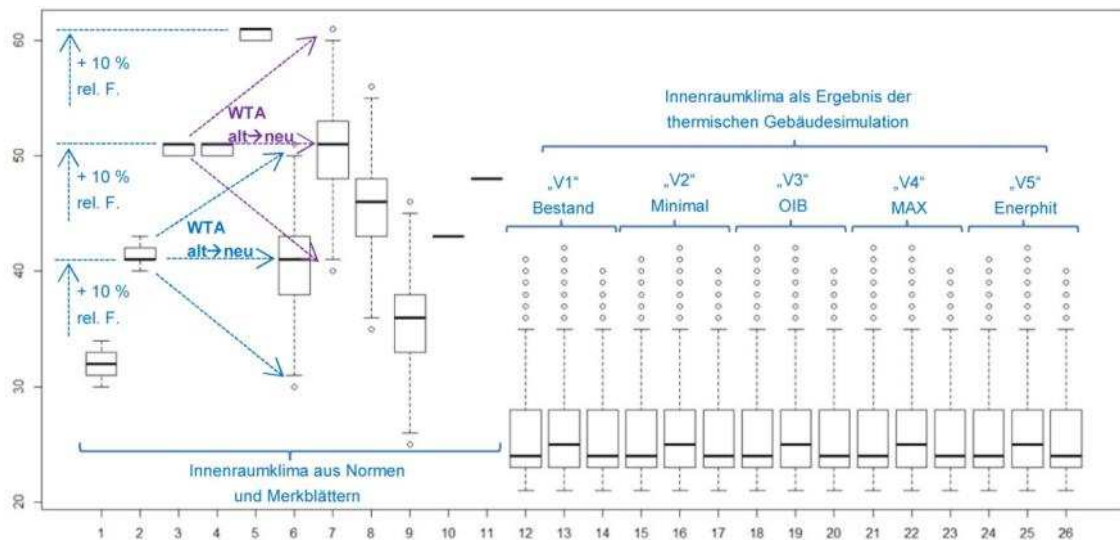 60
50
40
30
20
+ 10 %
rel. F.
+ 10 %
rel. F.
+ 10 %
rel. F.
WTA
alt→neu
WTA
alt→neu
Innenraumklima als Ergebnis der
thermischen Gebäudesimulation
„V1“
Bestand
„V2“
Minimal
„V3“
OIB
„V4“
MAX
„V5“
Enerphit
Innenraumklima aus Normen
und Merkblättern
1 2 3 4 5 6 7 8 9 10 11 12 13 14 15 16 17 18 19 20 21 22 23 24 25 26